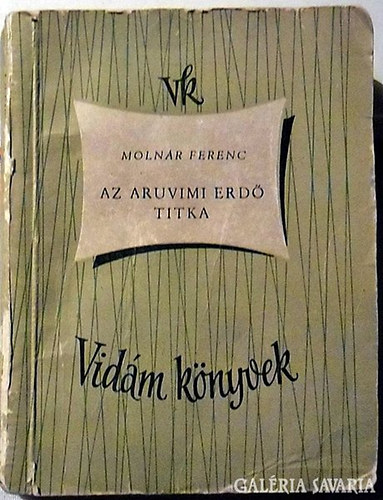 vk
MOLNÁR FERENC
AZ ARUVIMI ERDŐ
TITKA
Vidám könyvek
GALÉRIA SAVARIA